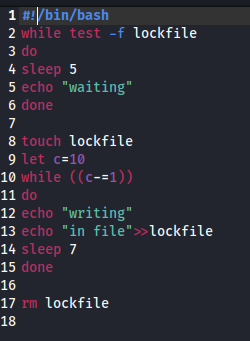 1 #!/bin/bash
2 while test -f lockfile
3 do
4 sleep 5
5 echo "waiting"
6 done
7
8 touch lockfile
9 let c=10
10 while ((c-=1))
11 do
12 echo "writing"
13 echo "in file">>lockfile
14 sleep 7
15 done
16
17 rm lockfile
18